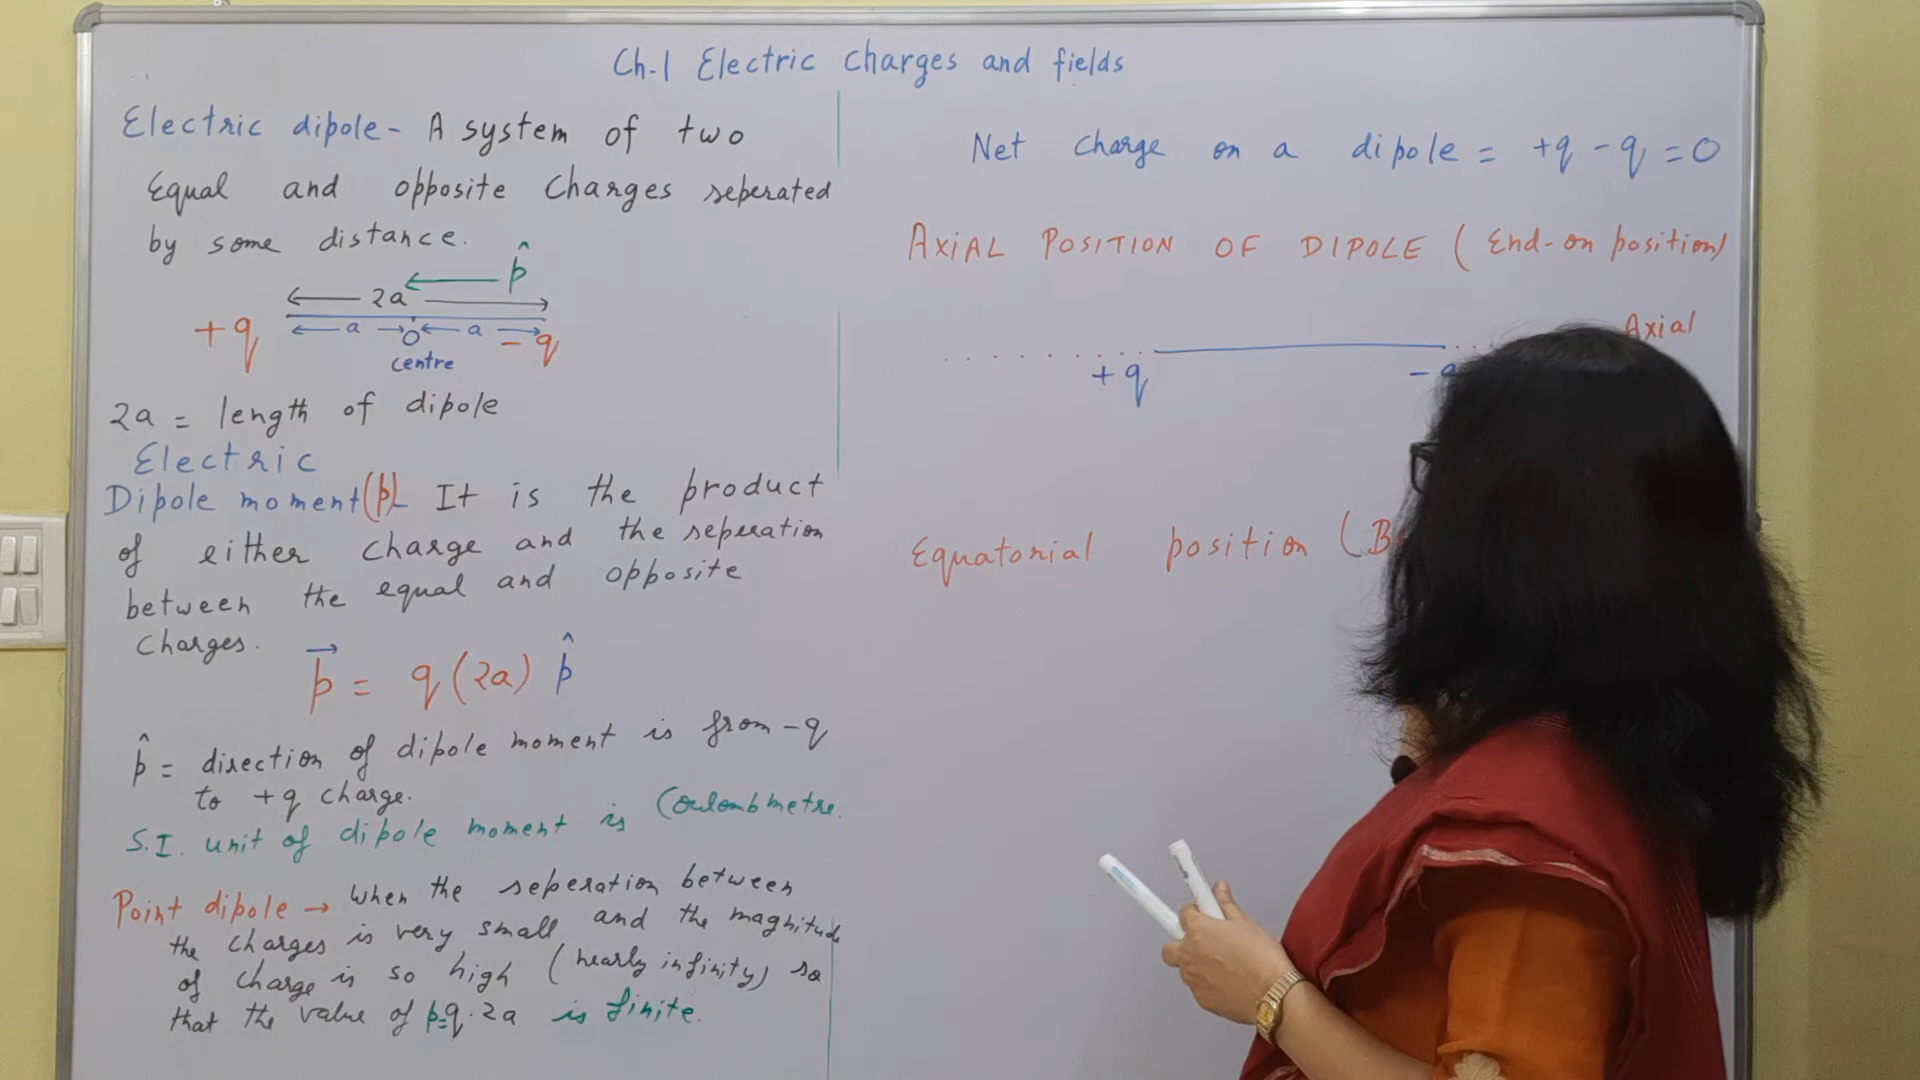 Ch.1 Electric Charges and fields
Electric dipole- A system of two
Equal and opposite charges seperated
by some distance.
p̂
2a
+q a O a -q
centre
2a = length of dipole
Electric
Dipole moment(p)- It is the product
of either charge and the seperation
between the equal and opposite
Charges.
p⃗ = q(2a) p̂
p̂ = direction of dipole moment is from -q
to +q charge.
S.I. unit of dipole moment is Coulombmetre.
Point dipole → When the seperation between
the charges is very small and the magnitude
of charge is so high (nearly infinity) so
that the value of p=q.2a is finite.
Net charge on a dipole = +q -q =0
AXIAL POSITION OF DIPOLE (End-on position)
Axial
+q -q
Equatorial position (B